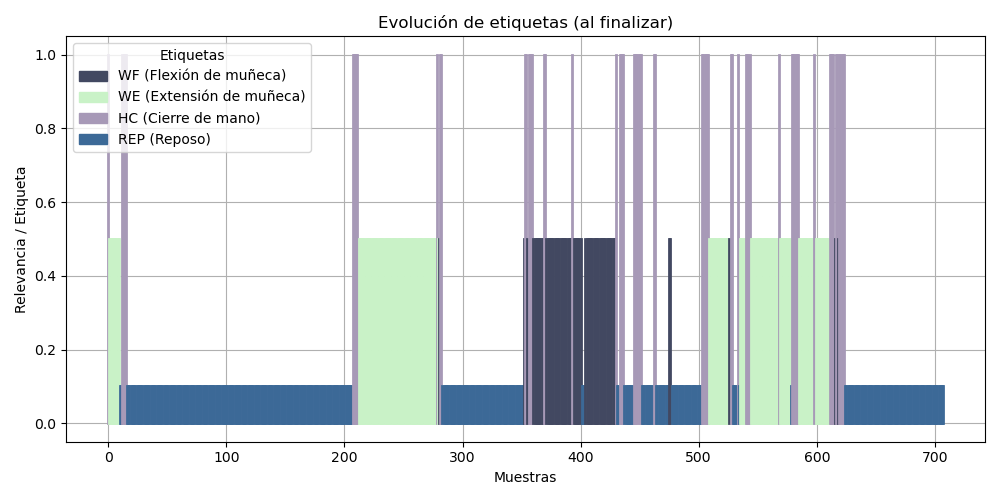 Evolución de etiquetas (al finalizar)
Relevancia / Etiqueta
1.0
0.8
0.6
0.4
0.2
0.0
Etiquetas
WF (Flexión de muñeca)
WE (Extensión de muñeca)
HC (Cierre de mano)
REP (Reposo)
0 100 200 300 400 500 600 700
Muestras